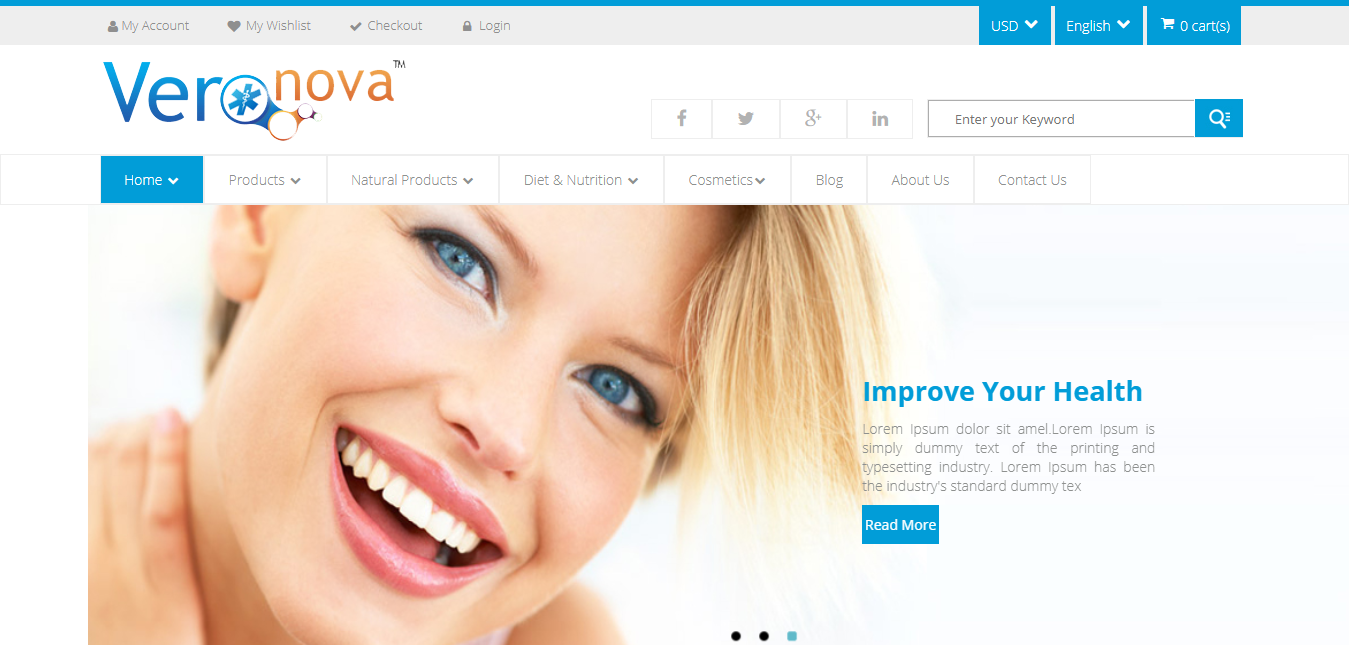 My Account My Wishlist Checkout Login USD English 0 cart(s)
Veronova™
Enter your Keyword
Home Products Natural Products Diet & Nutrition Cosmetics Blog About Us Contact Us
Improve Your Health
Lorem Ipsum dolor sit amel.Lorem Ipsum is
simply dummy text of the printing and
typesetting industry. Lorem Ipsum has been
the industry's standard dummy tex
Read More